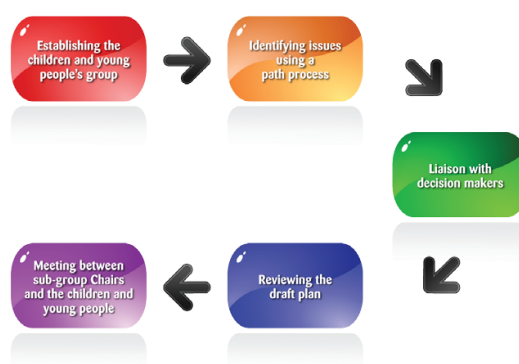 Establishing the
children and young
people's group
Identifying issues
using a
path process
Liaison with
decision makers
Reviewing the
draft plan
Meeting between
sub-group Chairs
and the children and
young people